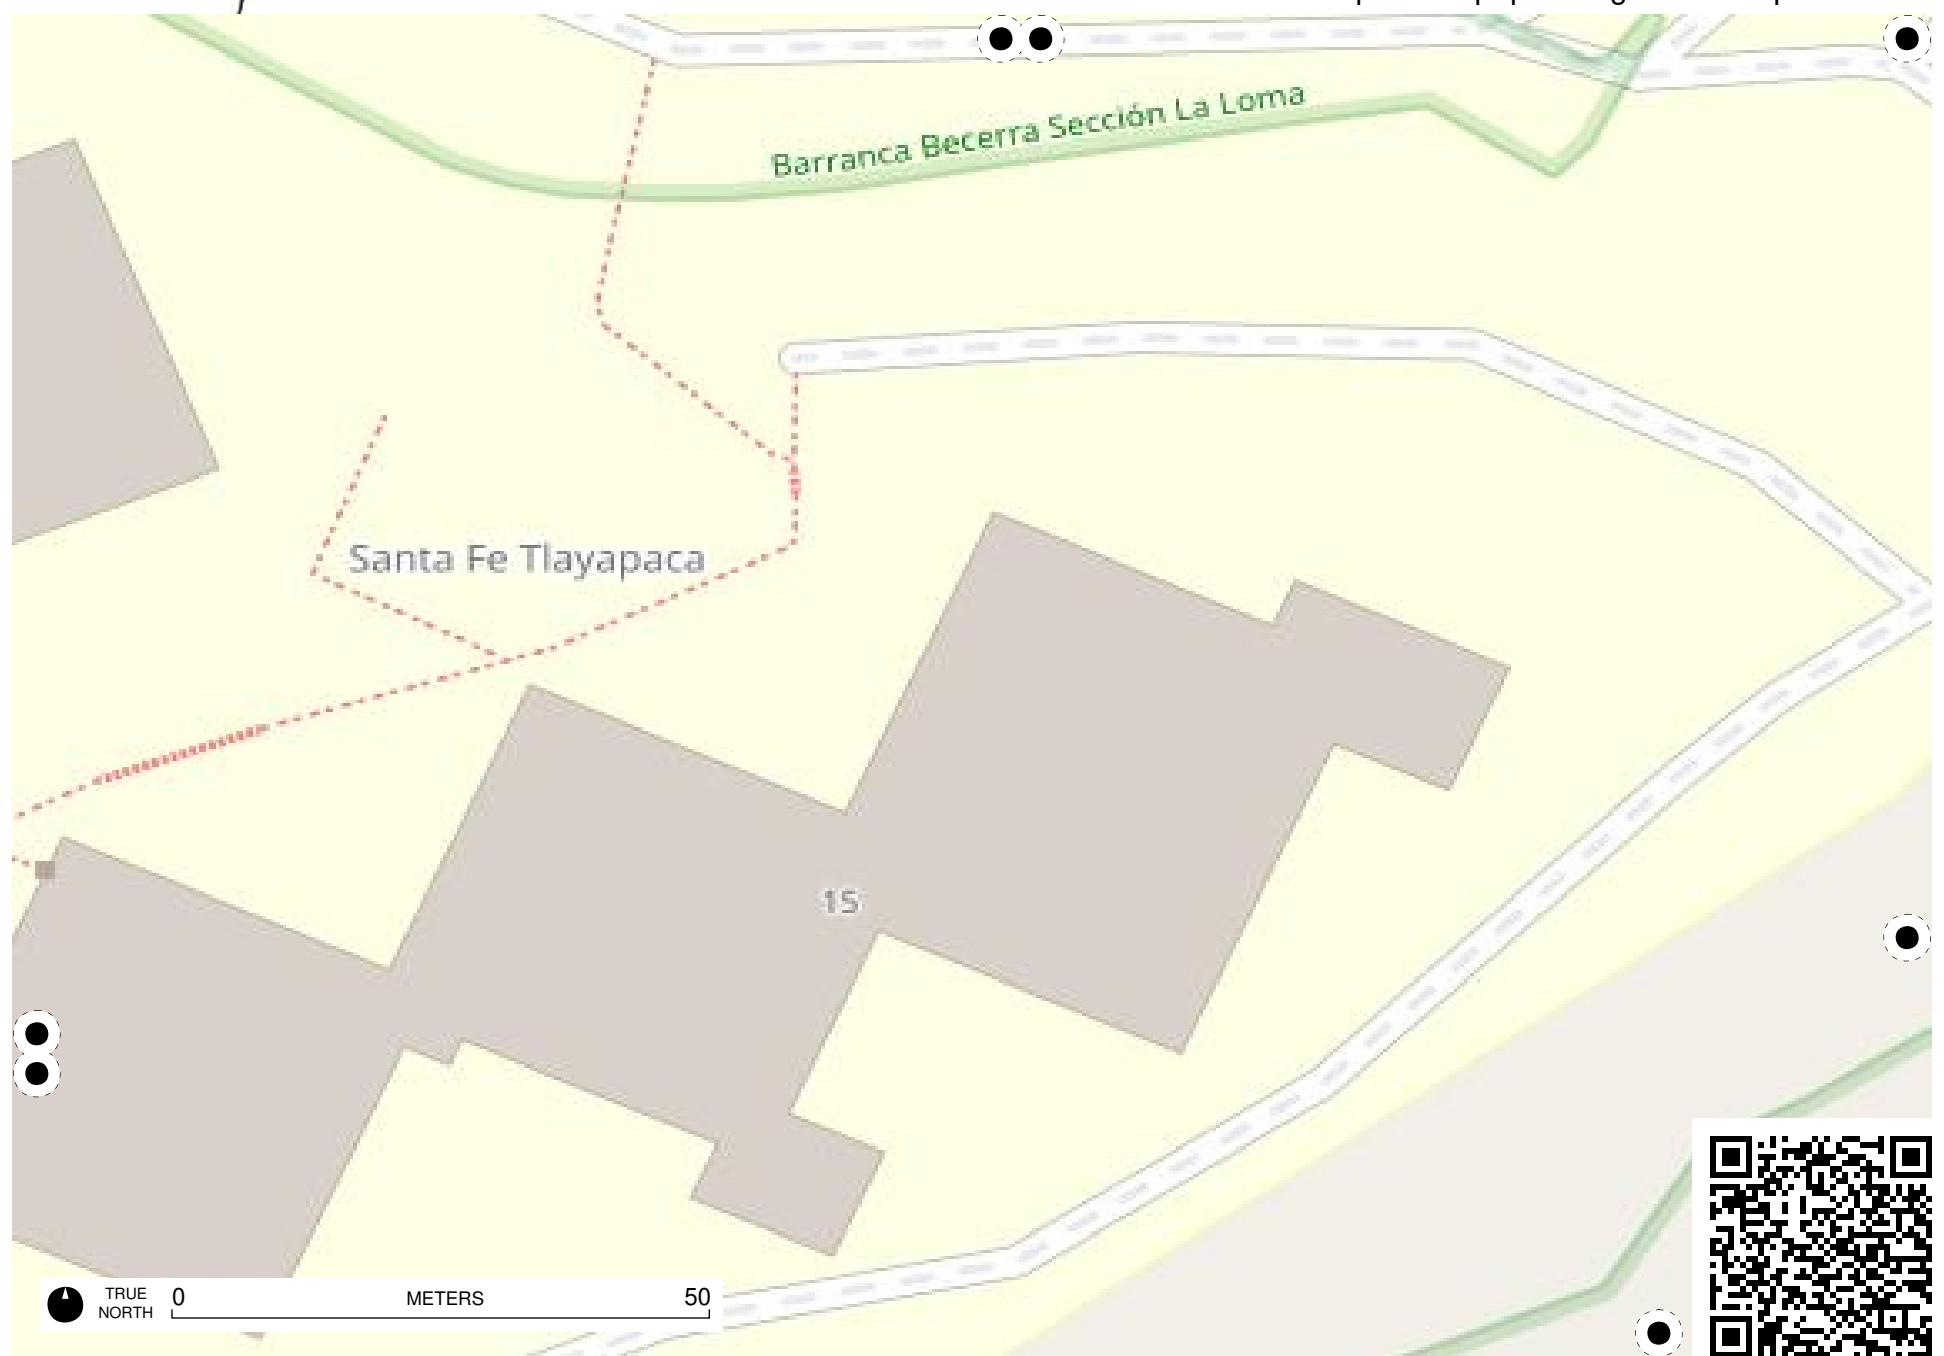 Barranca Becerra Sección La Loma
Santa Fe Tlayapaca
15
TRUE
NORTH
0 METERS 50